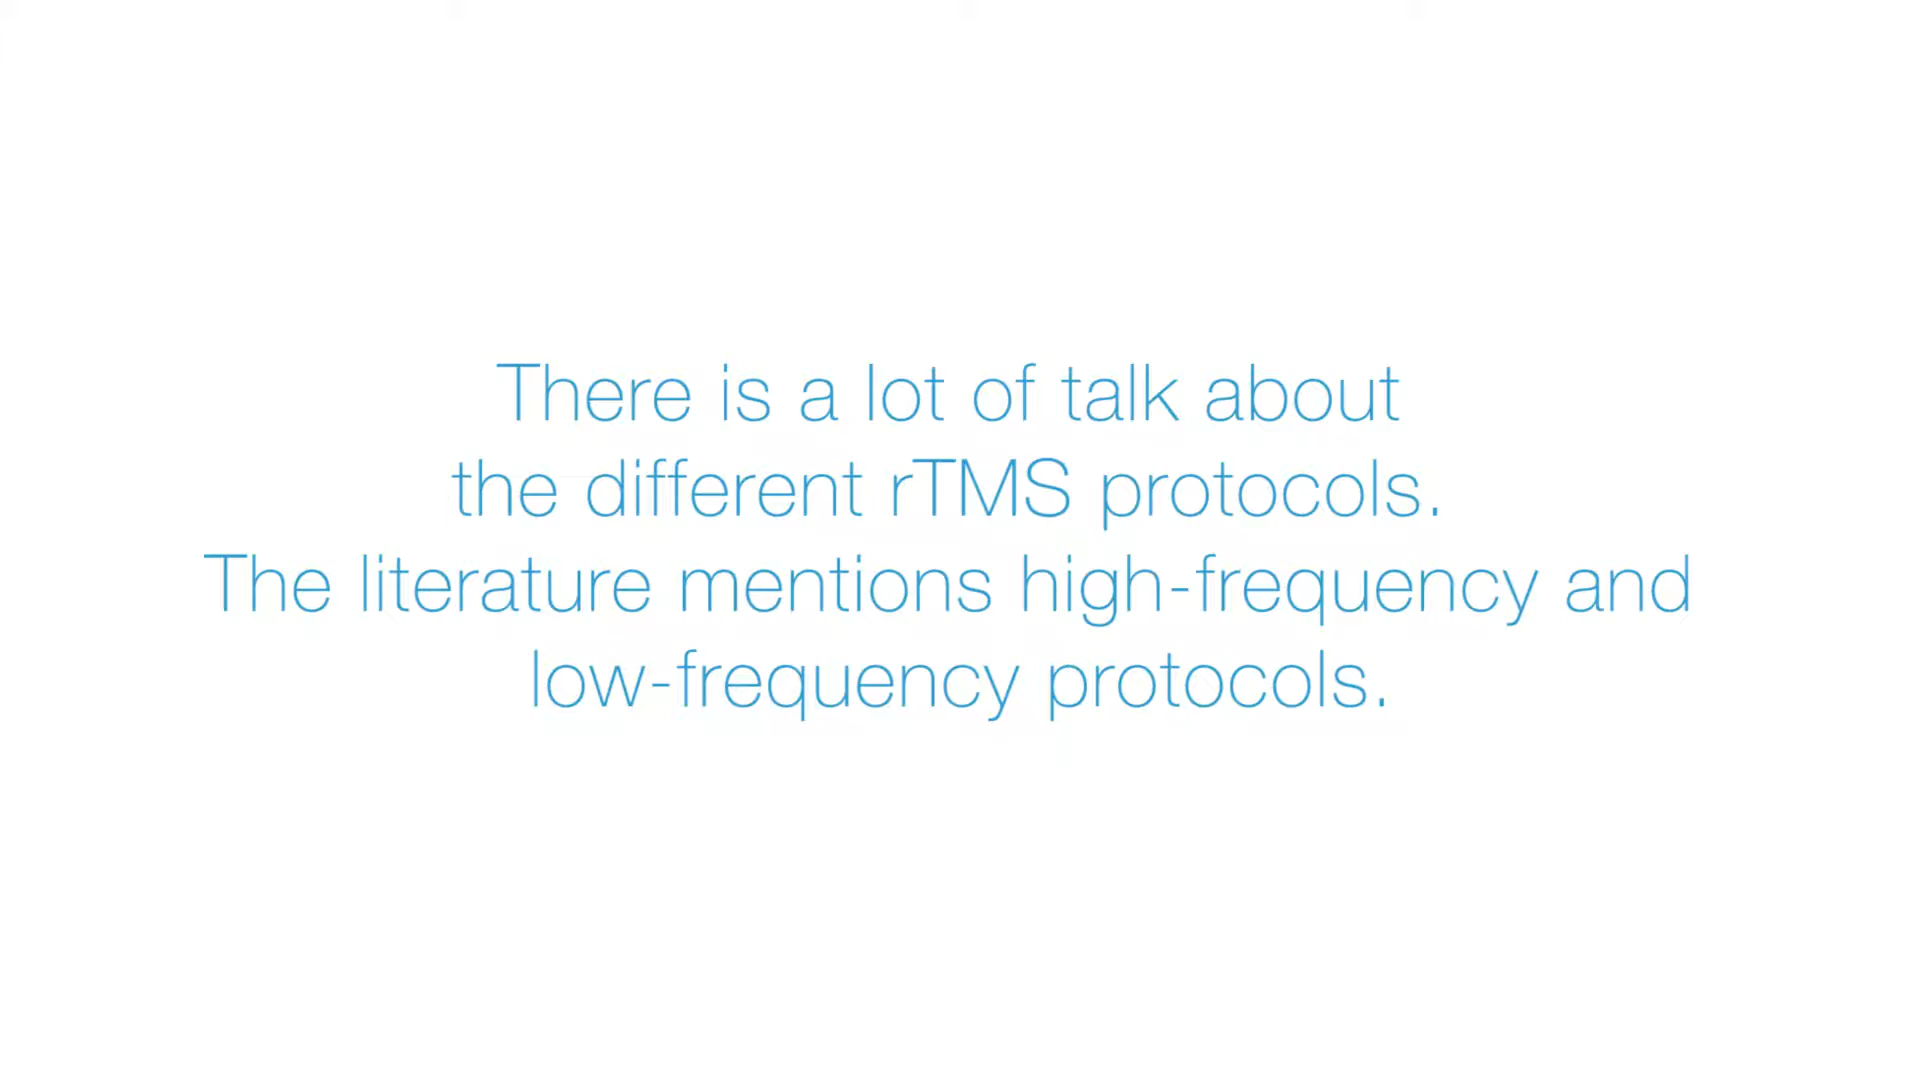 There is a lot of talk about
the different rTMS protocols.
The literature mentions high-frequency and
low-frequency protocols.